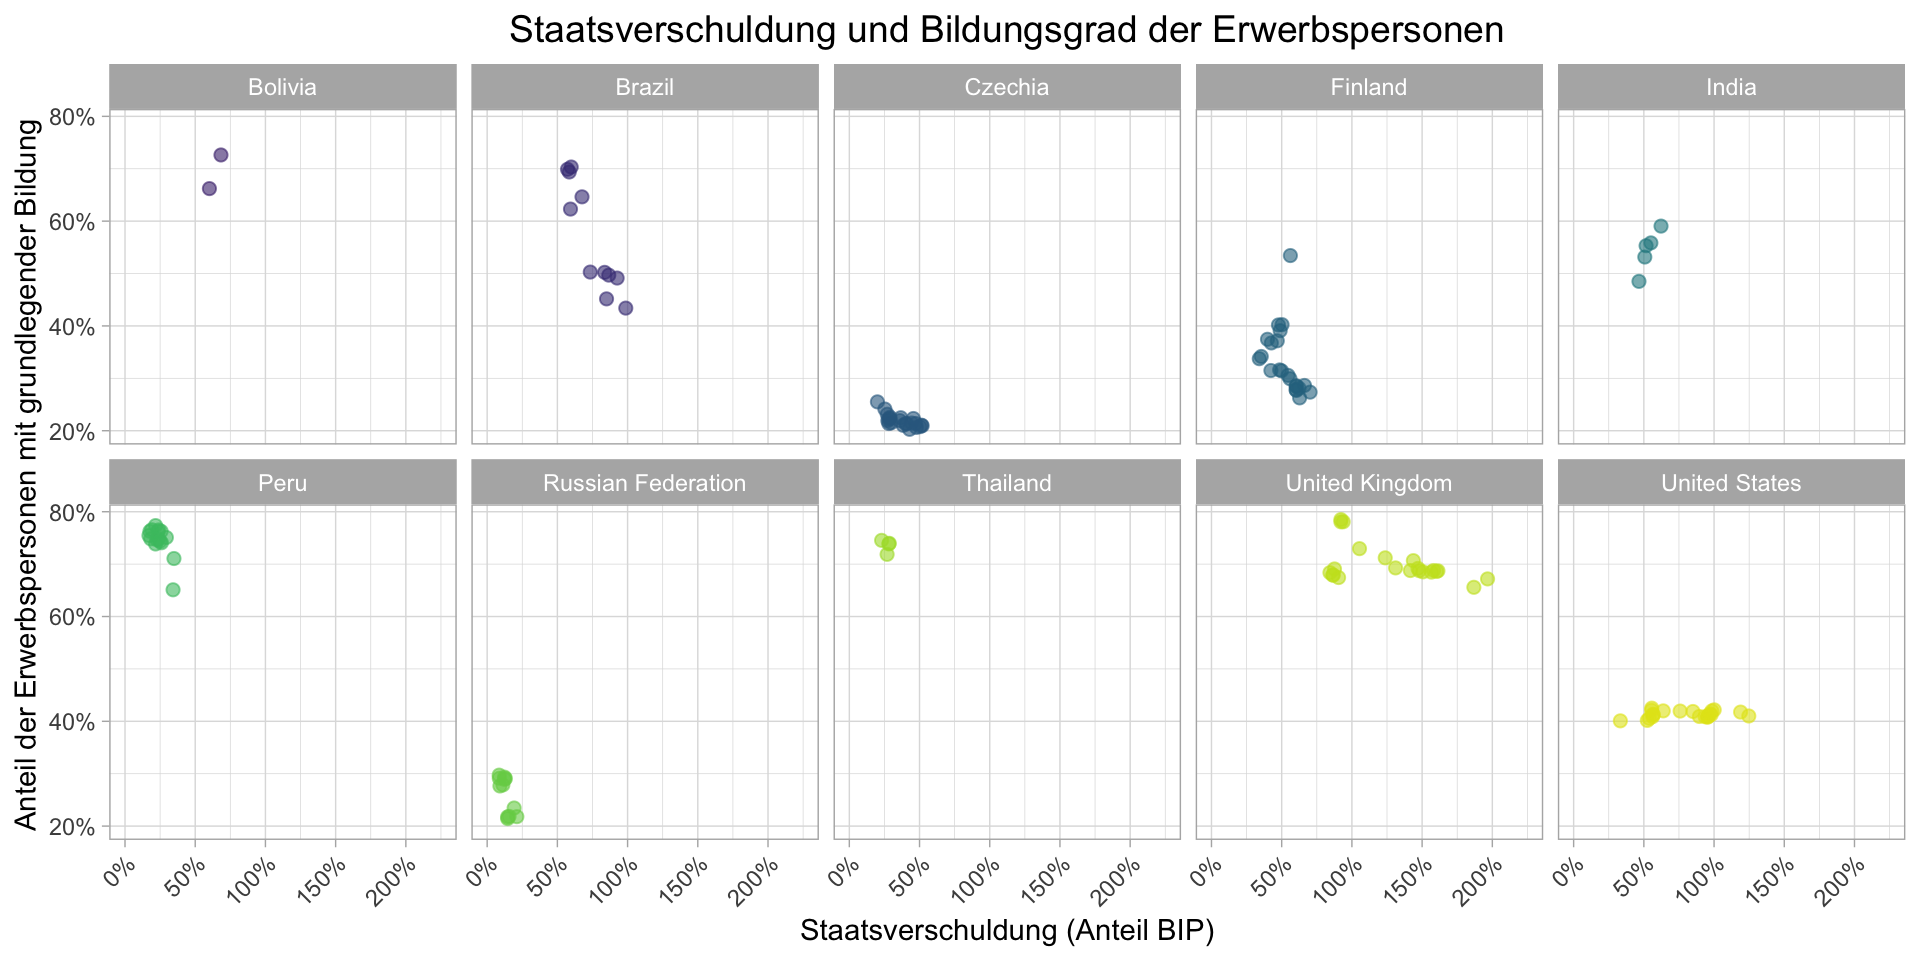 Staatsverschuldung und Bildungsgrad der Erwerbspersonen
Anteil der Erwerbspersonen mit grundlegender Bildung
Bolivia
Brazil
Czechia
Finland
India
80%
60%
40%
20%
Peru
Russian Federation
Thailand
United Kingdom
United States
80%
60%
40%
20%
0% 50% 100% 150% 200%
0% 50% 100% 150% 200%
0% 50% 100% 150% 200%
0% 50% 100% 150% 200%
0% 50% 100% 150% 200%
Staatsverschuldung (Anteil BIP)